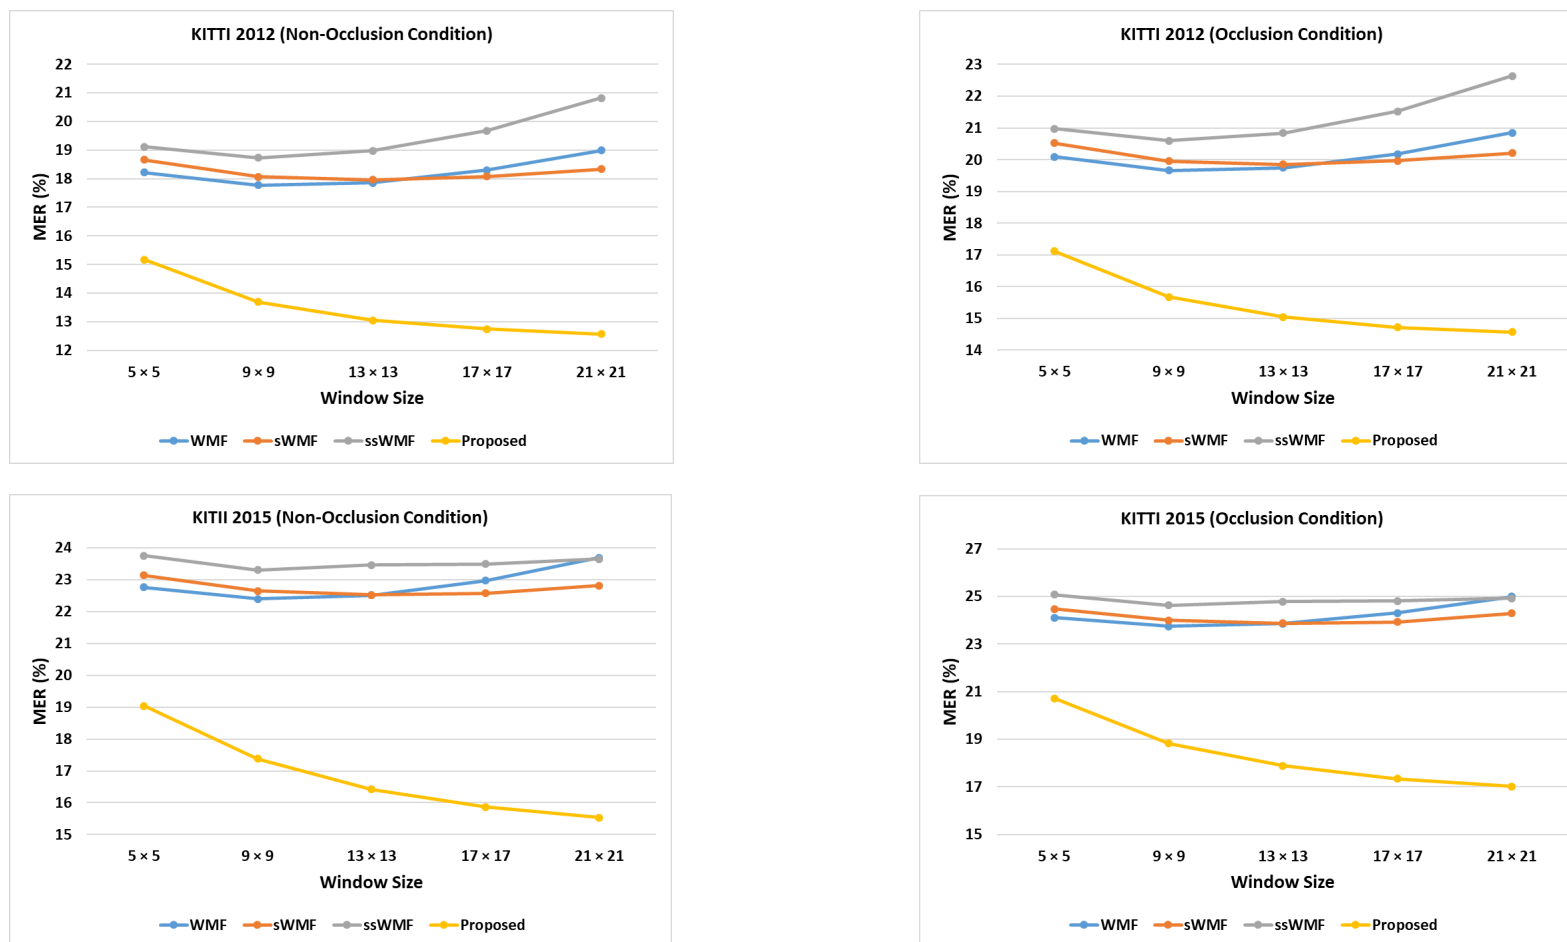 KITTI 2012 (Non-Occlusion Condition)
22
21
20
19
18
17
16
15
14
13
12
MER (%)
5 × 5 9 × 9 13 × 13 17 × 17 21 × 21
Window Size
WMF sWMF ssWMF Proposed
KITTI 2012 (Occlusion Condition)
23
22
21
20
19
18
17
16
15
14
MER (%)
5 × 5 9 × 9 13 × 13 17 × 17 21 × 21
Window Size
WMF sWMF ssWMF Proposed
KITII 2015 (Non-Occlusion Condition)
24
23
22
21
20
19
18
17
16
15
MER (%)
5 × 5 9 × 9 13 × 13 17 × 17 21 × 21
Window Size
WMF sWMF ssWMF Proposed
KITTI 2015 (Occlusion Condition)
27
25
23
21
19
17
15
MER (%)
5 × 5 9 × 9 13 × 13 17 × 17 21 × 21
Window Size
WMF sWMF ssWMF Proposed